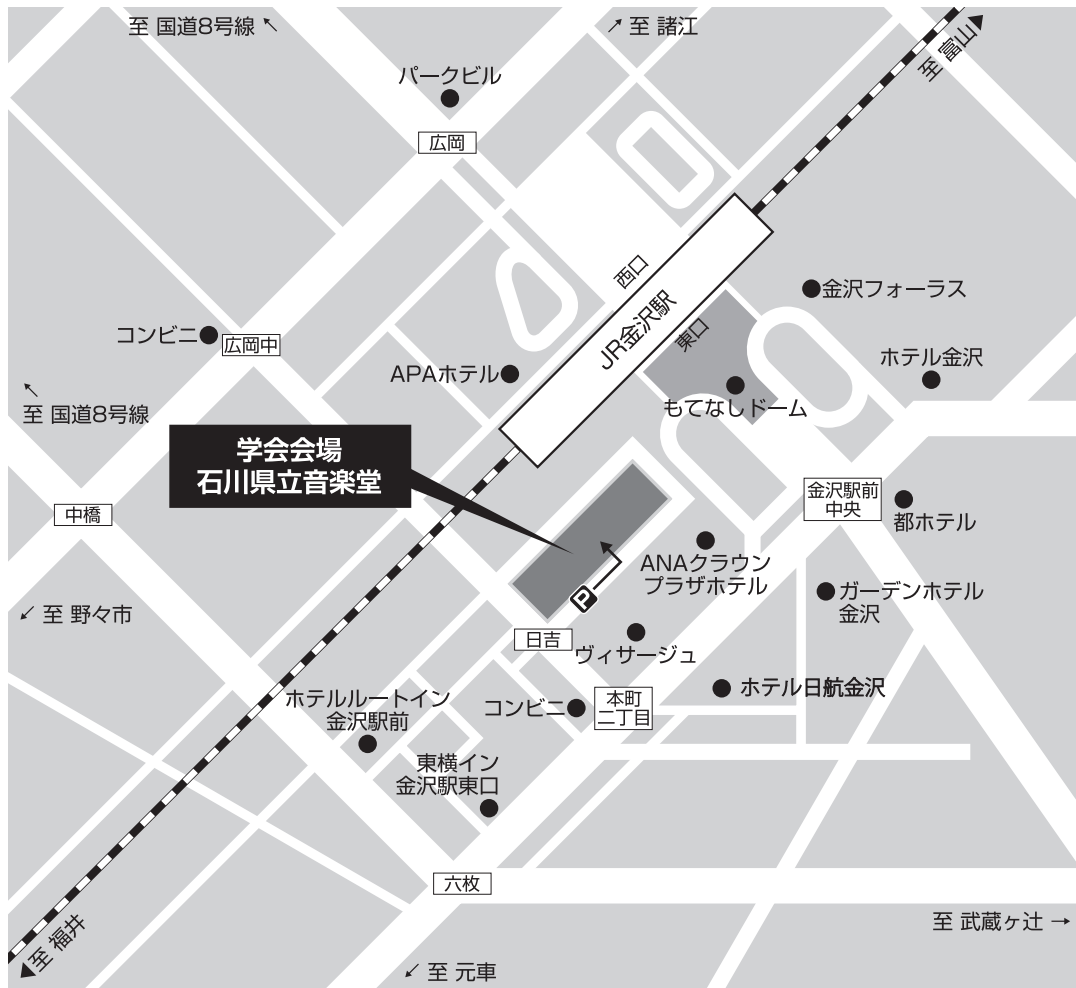 至 国道8号線 ↖
↗ 至 諸江
至 富山
パークビル
広岡
西口
JR金沢駅
東口
金沢フォーラス
コンビニ
広岡中
APAホテル
ホテル金沢
もてなしドーム
↖
至 国道8号線
学会会場
石川県立音楽堂
中橋
金沢駅前
中央
都ホテル
ANAクラウン
プラザホテル
ガーデンホテル
金沢
P
↙ 至 野々市
日吉
ヴィサージュ
ホテル日航金沢
ホテルルートイン
金沢駅前
コンビニ
本町
二丁目
東横イン
金沢駅東口
六枚
至 福井
至 武蔵ヶ辻 →
↙ 至 元車